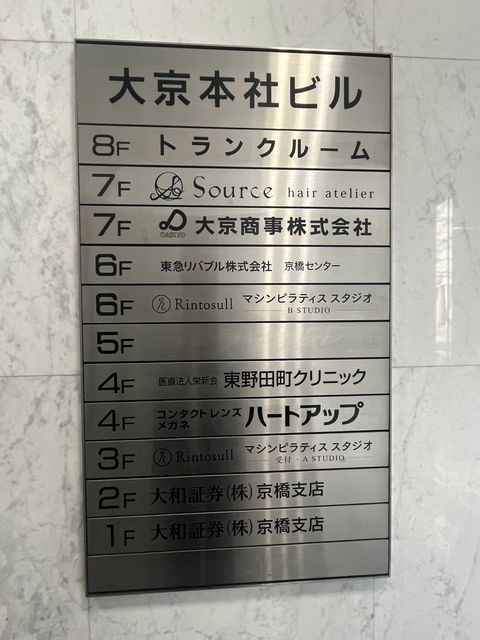 大京本社ビル
8F トランクルーム
7F Source hair atelier
7F DAIKYO 大京商事株式会社
6F 東急リバブル株式会社 京橋センター
6F Rintosull マシンピラティス スタジオ
B STUDIO
5F
4F 医療法人栄新会 東野田町クリニック
4F コンタクトレンズ
メガネ ハートアップ
3F Rintosull マシンピラティス スタジオ
受付・A STUDIO
2F 大和証券(株)京橋支店
1F 大和証券(株)京橋支店